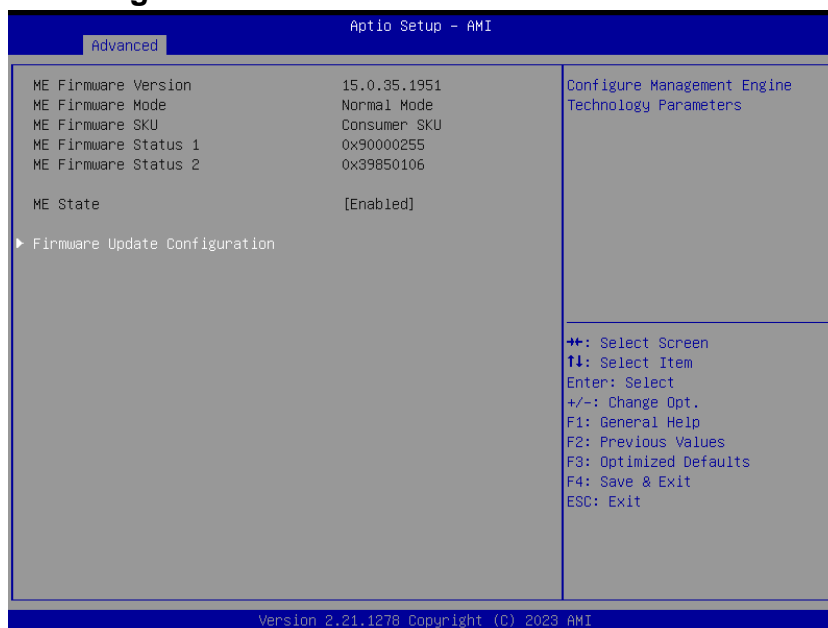 Aptio Setup – AMI
Advanced
ME Firmware Version 15.0.35.1951
ME Firmware Mode Normal Mode
ME Firmware SKU Consumer SKU
ME Firmware Status 1 0x90000255
ME Firmware Status 2 0x39850106
ME State [Enabled]
▶ Firmware Update Configuration
Configure Management Engine
Technology Parameters
→←: Select Screen
↑↓: Select Item
Enter: Select
+/-: Change Opt.
F1: General Help
F2: Previous Values
F3: Optimized Defaults
F4: Save & Exit
ESC: Exit
Version 2.21.1278 Copyright (C) 2023 AMI